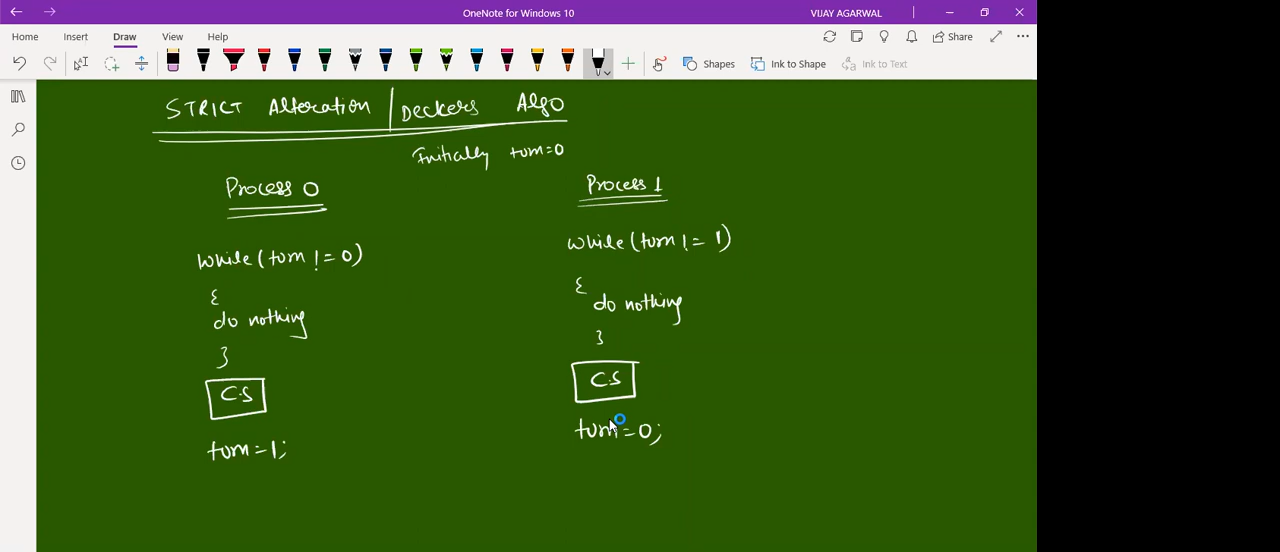 OneNote for Windows 10
VIJAY AGARWAL
Home Insert Draw View Help
Share
Shapes
Ink to Shape
Ink to Text
STRICT Alteration | Deckers Algo
Initially turn=0
Process 0
Process 1
while (turn != 0)
{
do nothing
}
C.S
turn=1;
while (turn != 1)
{
do nothing
}
C.S
turn=0;